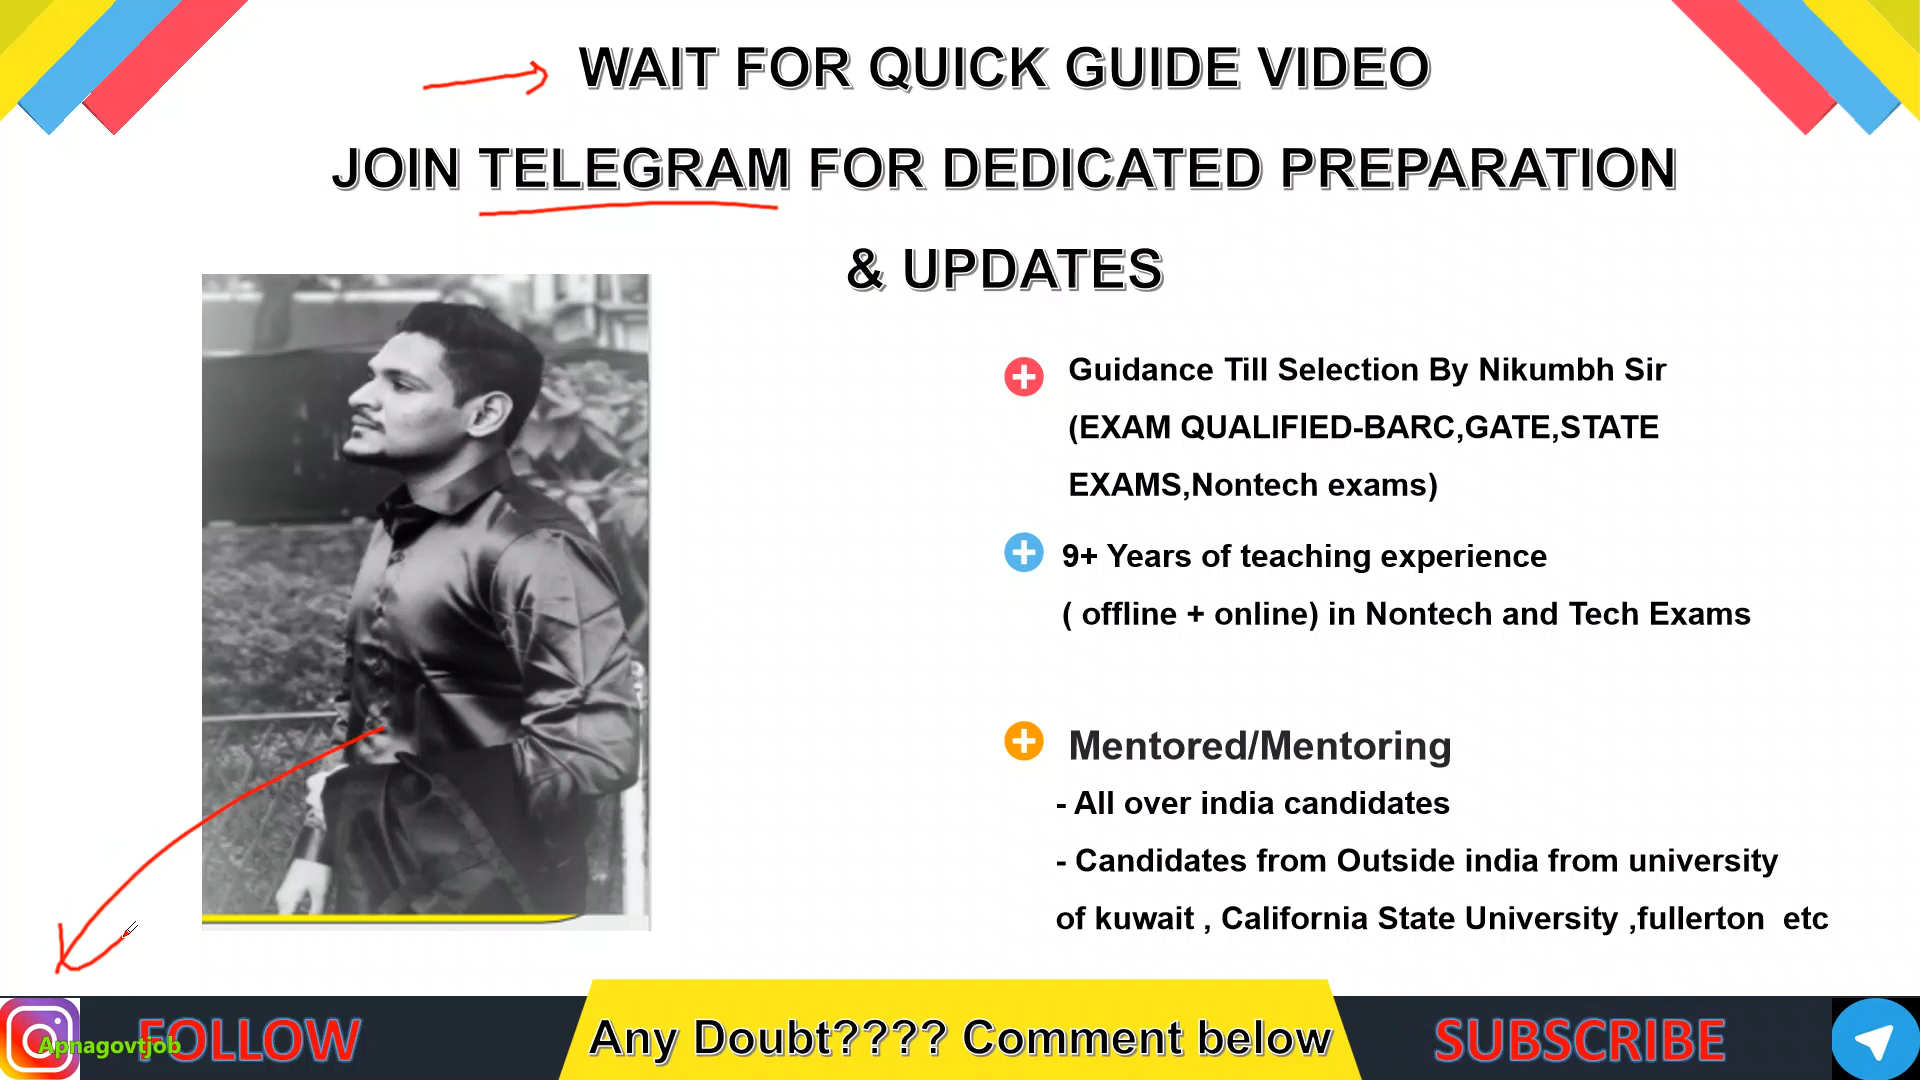 WAIT FOR QUICK GUIDE VIDEO
JOIN TELEGRAM FOR DEDICATED PREPARATION
& UPDATES
Guidance Till Selection By Nikumbh Sir
(EXAM QUALIFIED-BARC,GATE,STATE
EXAMS,Nontech exams)
9+ Years of teaching experience
( offline + online) in Nontech and Tech Exams
Mentored/Mentoring
- All over india candidates
- Candidates from Outside india from university
of kuwait , California State University ,fullerton etc
FOLLOW
Apnagovtjob
Any Doubt???? Comment below
SUBSCRIBE